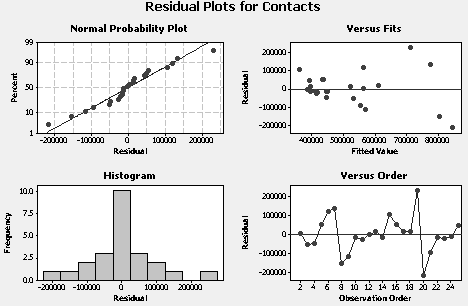 Residual Plots for Contacts
Normal Probability Plot
Percent
99
90
50
10
1
-200000 -100000 0 100000 200000
Residual
Versus Fits
Residual
200000
100000
0
-100000
-200000
400000 500000 600000 700000 800000
Fitted Value
Histogram
Frequency
10.0
7.5
5.0
2.5
0.0
-200000 -100000 0 100000 200000
Residual
Versus Order
Residual
200000
100000
0
-100000
-200000
2 4 6 8 10 12 14 16 18 20 22 24
Observation Order